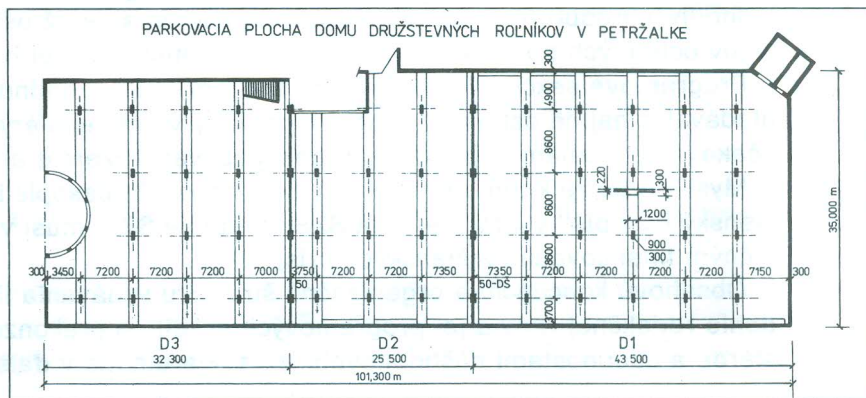 PARKOVACIA PLOCHA DOMU DRUŽSTEVNÝCH ROĽNÍKOV V PETRŽALKE
300
4900
8600
8600
8600
3700
220
300
1200
900
300
35,000 m
300 3450 7200 7200 7200 7000 3750 7200 7200 7350 7350 7200 7200 7200 7200 7150 300
50 50-DŠ
D3 D2 D1
32 300 25 500 43 500
101,300 m